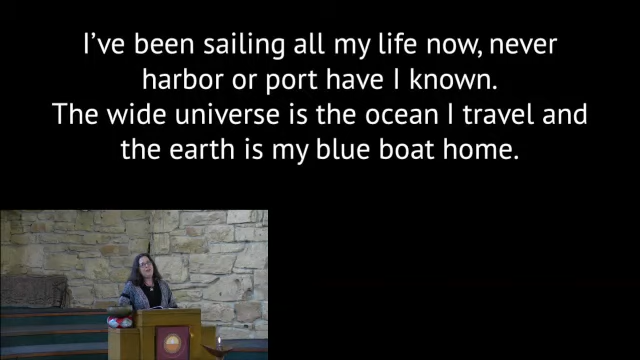 I’ve been sailing all my life now, never
harbor or port have I known.
The wide universe is the ocean I travel and
the earth is my blue boat home.